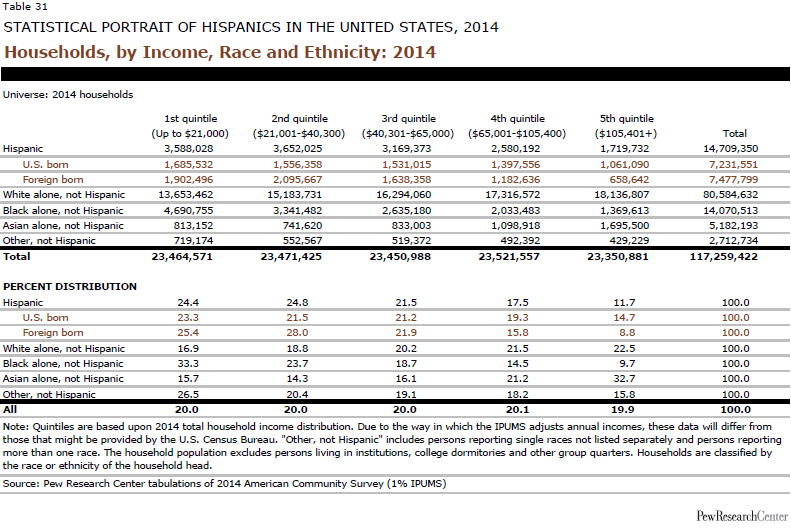 Table 31
STATISTICAL PORTRAIT OF HISPANICS IN THE UNITED STATES, 2014
Households, by Income, Race and Ethnicity: 2014
Universe: 2014 households
1st quintile 2nd quintile 3rd quintile 4th quintile 5th quintile
(Up to $21,000) ($21,001-$40,300) ($40,301-$65,000) ($65,001-$105,400) ($105,401+) Total
Hispanic 3,588,028 3,652,025 3,169,373 2,580,192 1,719,732 14,709,350
U.S. born 1,685,532 1,556,358 1,531,015 1,397,556 1,061,090 7,231,551
Foreign born 1,902,496 2,095,667 1,638,358 1,182,636 658,642 7,477,799
White alone, not Hispanic 13,653,462 15,183,731 16,294,060 17,316,572 18,136,807 80,584,632
Black alone, not Hispanic 4,690,755 3,341,482 2,635,180 2,033,483 1,369,613 14,070,513
Asian alone, not Hispanic 813,152 741,620 833,003 1,098,918 1,695,500 5,182,193
Other, not Hispanic 719,174 552,567 519,372 492,392 429,229 2,712,734
Total 23,464,571 23,471,425 23,450,988 23,521,557 23,350,881 117,259,422
PERCENT DISTRIBUTION
Hispanic 24.4 24.8 21.5 17.5 11.7 100.0
U.S. born 23.3 21.5 21.2 19.3 14.7 100.0
Foreign born 25.4 28.0 21.9 15.8 8.8 100.0
White alone, not Hispanic 16.9 18.8 20.2 21.5 22.5 100.0
Black alone, not Hispanic 33.3 23.7 18.7 14.5 9.7 100.0
Asian alone, not Hispanic 15.7 14.3 16.1 21.2 32.7 100.0
Other, not Hispanic 26.5 20.4 19.1 18.2 15.8 100.0
All 20.0 20.0 20.0 20.1 19.9 100.0
Note: Quintiles are based upon 2014 total household income distribution. Due to the way in which the IPUMS adjusts annual incomes, these data will differ from
those that might be provided by the U.S. Census Bureau. "Other, not Hispanic" includes persons reporting single races not listed separately and persons reporting
more than one race. The household population excludes persons living in institutions, college dormitories and other group quarters. Households are classified by
the race or ethnicity of the household head.
Source: Pew Research Center tabulations of 2014 American Community Survey (1% IPUMS)
PewResearchCenter